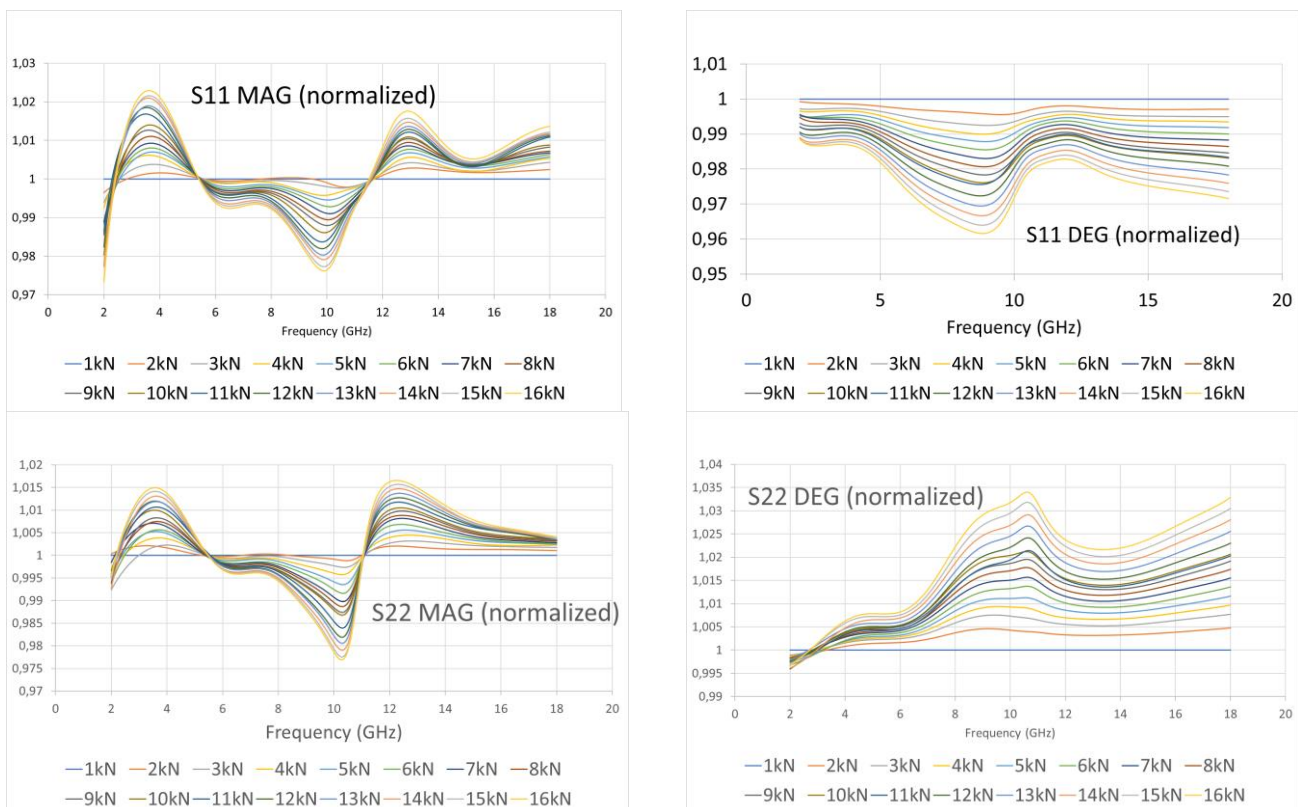 S11 MAG (normalized)
1,03
1,02
1,01
1
0,99
0,98
0,97
0 2 4 6 8 10 12 14 16 18 20
Frequency (GHz)
1kN 2kN 3kN 4kN 5kN 6kN 7kN 8kN
9kN 10kN 11kN 12kN 13kN 14kN 15kN 16kN
S11 DEG (normalized)
1,01
1
0,99
0,98
0,97
0,96
0,95
0 5 10 15 20
Frequency (GHz)
1kN 2kN 3kN 4kN 5kN 6kN 7kN 8kN
9kN 10kN 11kN 12kN 13kN 14kN 15kN 16kN
S22 MAG (normalized)
1,02
1,015
1,01
1,005
1
0,995
0,99
0,985
0,98
0,975
0,97
0 2 4 6 8 10 12 14 16 18 20
Frequency (GHz)
1kN 2kN 3kN 4kN 5kN 6kN 7kN 8kN
9kN 10kN 11kN 12kN 13kN 14kN 15kN 16kN
S22 DEG (normalized)
1,04
1,035
1,03
1,025
1,02
1,015
1,01
1,005
1
0,995
0,99
0 2 4 6 8 10 12 14 16 18 20
Frequency (GHz)
1kN 2kN 3kN 4kN 5kN 6kN 7kN 8kN
9kN 10kN 11kN 12kN 13kN 14kN 15kN 16kN